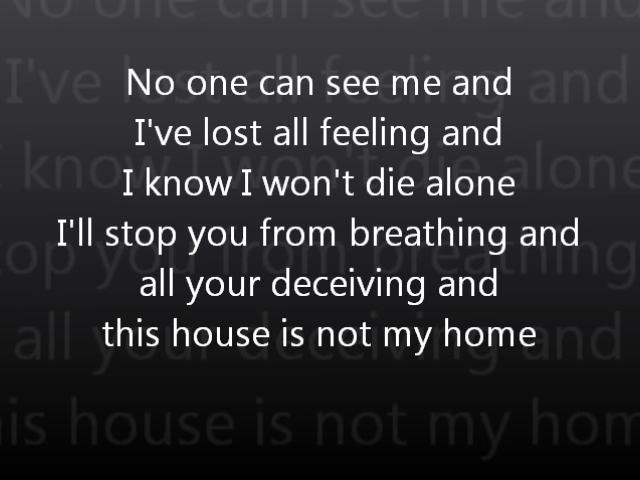 No one can see me and
I've lost all feeling and
I know I won't die alone
I'll stop you from breathing and
all your deceiving and
this house is not my home